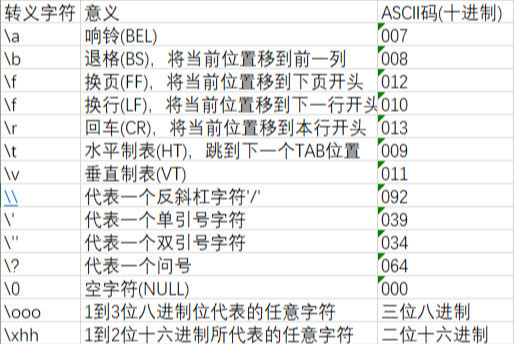 转义字符 意义 ASCII码(十进制)
\a 响铃(BEL) 007
\b 退格(BS)，将当前位置移到前一列 008
\f 换页(FF)，将当前位置移到下页开头 012
\f 换行(LF)，将当前位置移到下一行开头 010
\r 回车(CR)，将当前位置移到本行开头 013
\t 水平制表(HT)，跳到下一个TAB位置 009
\v 垂直制表(VT) 011
\\ 代表一个反斜杠字符'/' 092
\' 代表一个单引号字符 039
\" 代表一个双引号字符 034
\? 代表一个问号 064
\0 空字符(NULL) 000
\ooo 1到3位八进制位代表的任意字符 三位八进制
\xhh 1到2位十六进制所代表的任意字符 二位十六进制